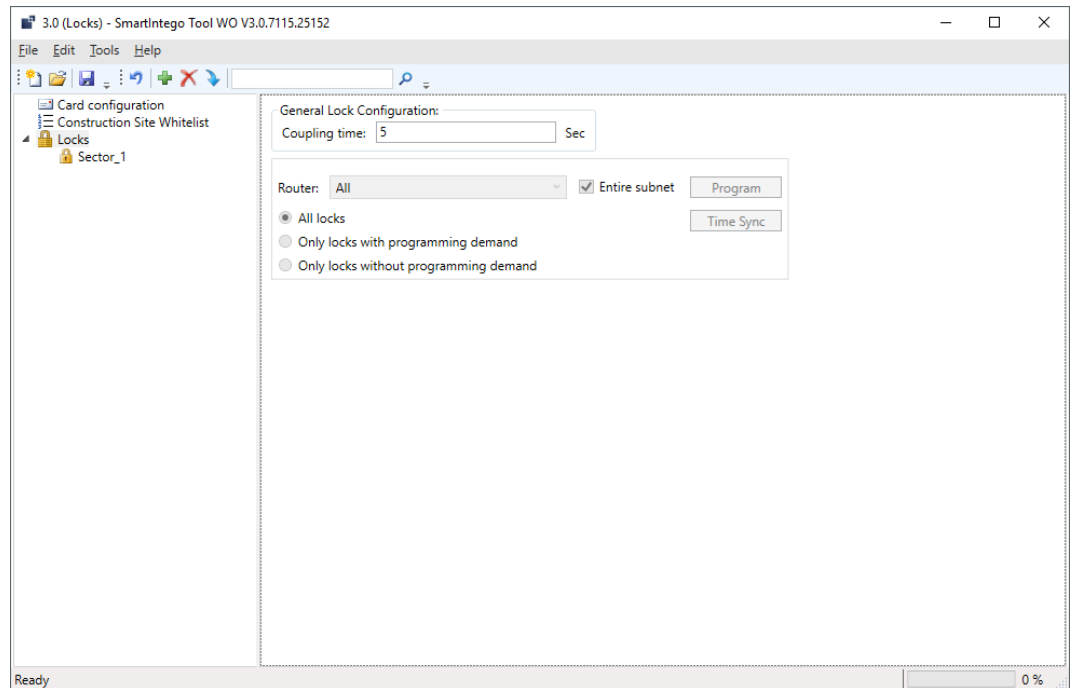 3.0 (Locks) - SmartIntego Tool WO V3.0.7115.25152
File Edit Tools Help
Card configuration
Construction Site Whitelist
Locks
Sector_1
General Lock Configuration:
Coupling time: 5 Sec
Router: All Entire subnet Program
All locks Time Sync
Only locks with programming demand
Only locks without programming demand
Ready 0 %